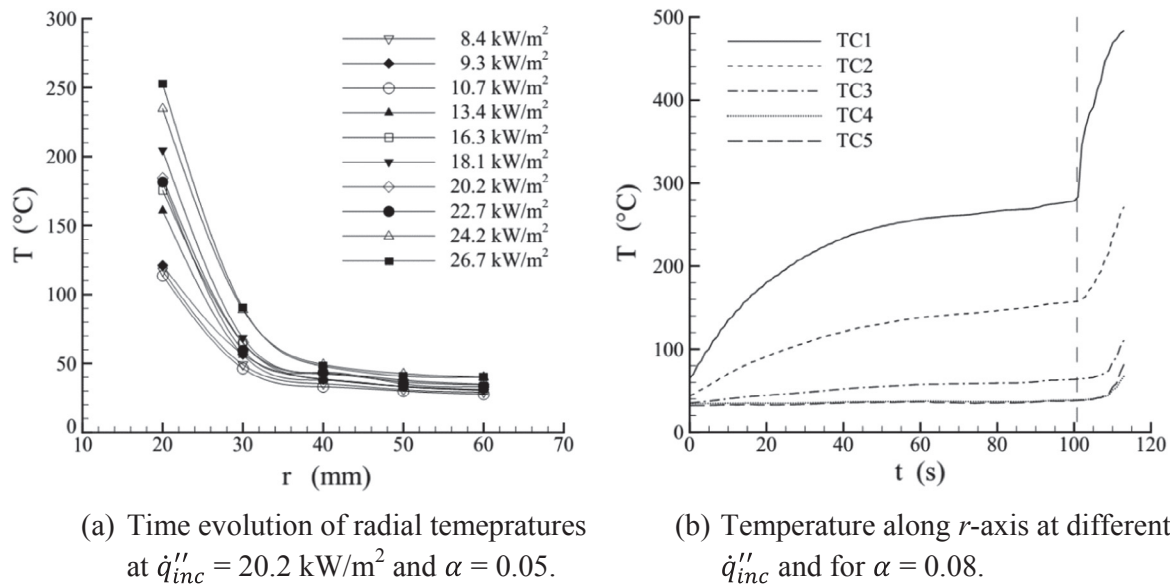 300
250
200
150
100
50
0
T (°C)
10 20 30 40 50 60 70
r (mm)
8.4 kW/m²
9.3 kW/m²
10.7 kW/m²
13.4 kW/m²
16.3 kW/m²
18.1 kW/m²
20.2 kW/m²
22.7 kW/m²
24.2 kW/m²
26.7 kW/m²
500
400
300
200
100
0
T (°C)
0 20 40 60 80 100 120
t (s)
TC1
TC2
TC3
TC4
TC5
(a) Time evolution of radial temepratures
at q̇″inc = 20.2 kW/m² and α = 0.05.
(b) Temperature along r-axis at different
q̇″inc and for α = 0.08.